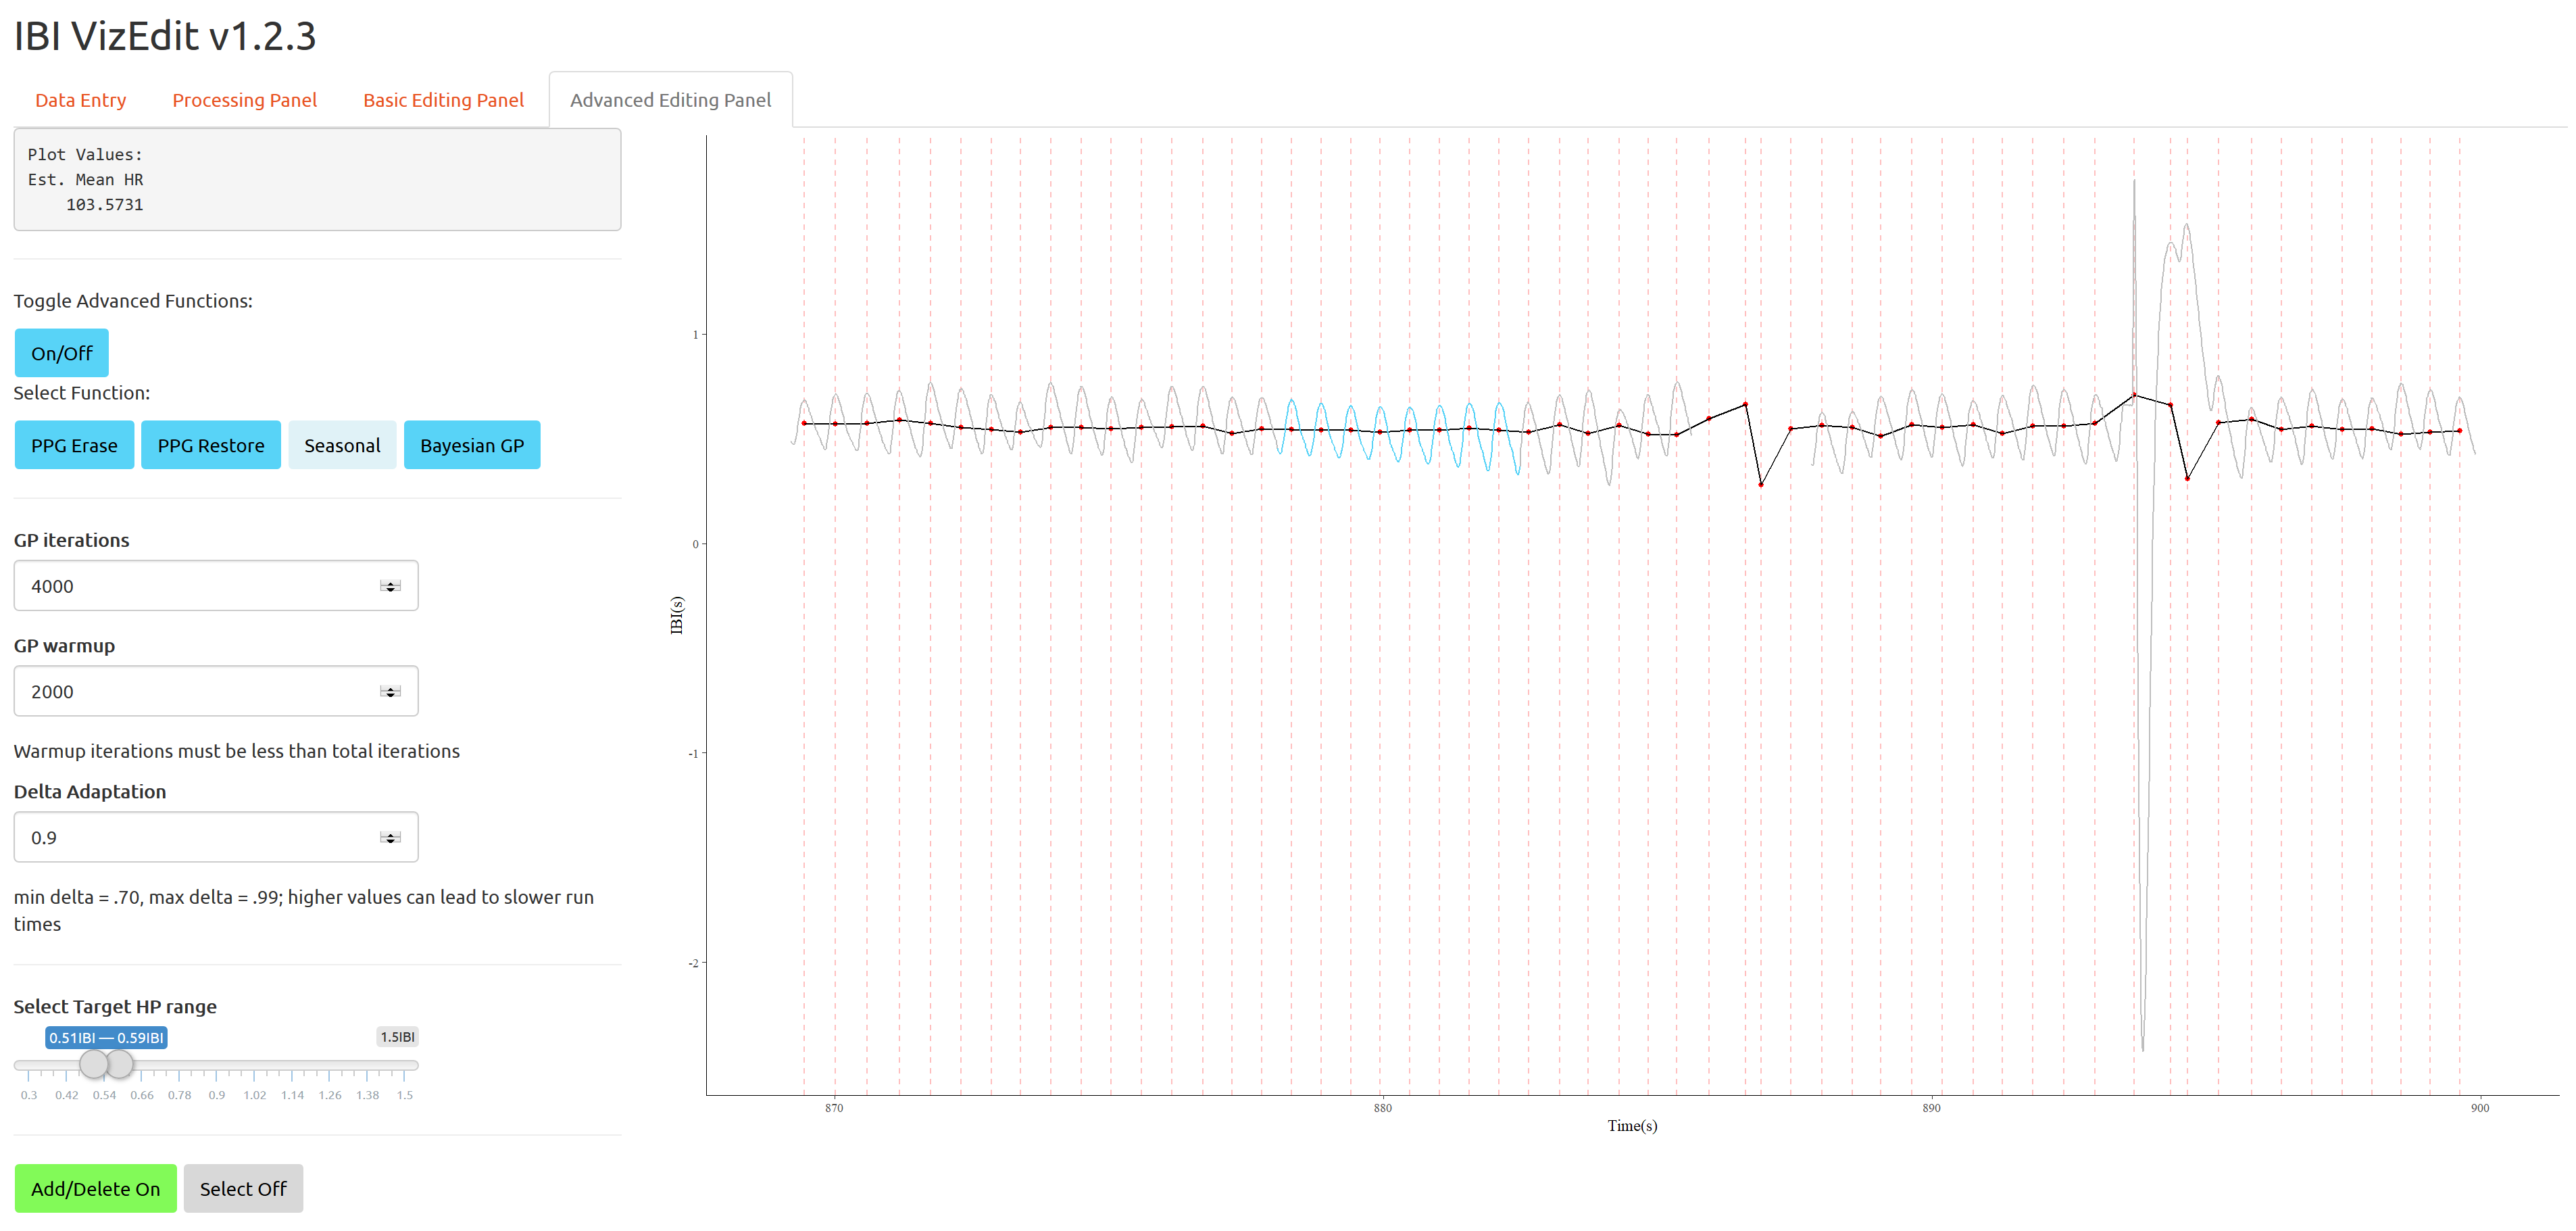 IBI VizEdit v1.2.3
Data Entry Processing Panel Basic Editing Panel Advanced Editing Panel
Plot Values:
Est. Mean HR
103.5731
Toggle Advanced Functions:
On/Off
Select Function:
PPG Erase PPG Restore Seasonal Bayesian GP
GP iterations
4000
GP warmup
2000
Warmup iterations must be less than total iterations
Delta Adaptation
0.9
min delta = .70, max delta = .99; higher values can lead to slower run
times
Select Target HP range
0.51IBI — 0.59IBI 1.5IBI
0.3 0.42 0.54 0.66 0.78 0.9 1.02 1.14 1.26 1.38 1.5
Add/Delete On Select Off
1
0
-1
-2
IBI(s)
870 880 890 900
Time(s)